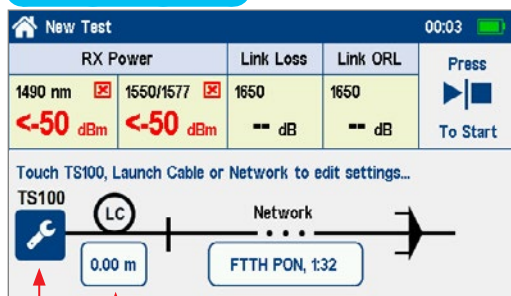 New Test 00:03
RX Power Link Loss Link ORL Press
1490 nm 1550/1577 1650 1650
<-50 dBm <-50 dBm -- dB -- dB To Start
Touch TS100, Launch Cable or Network to edit settings...
TS100
LC Network
0.00 m FTTH PON, 1:32